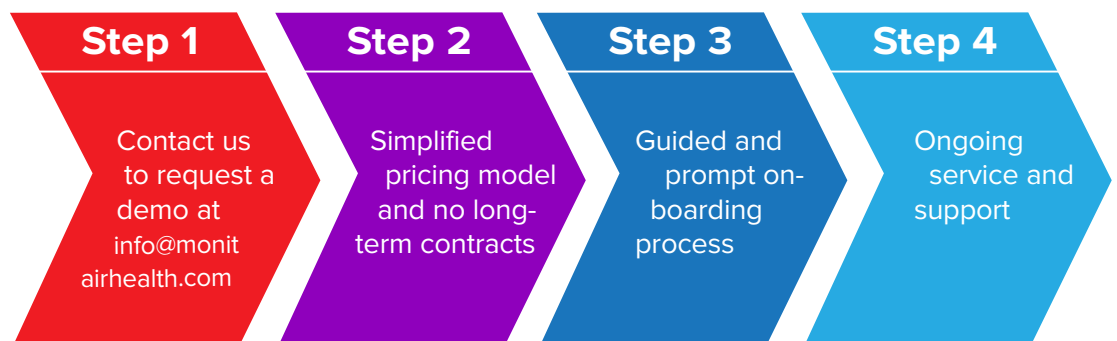 Step 1
Contact us
to request a
demo at
info@monit
airhealth.com
Step 2
Simplified
pricing model
and no long-
term contracts
Step 3
Guided and
prompt on-
boarding
process
Step 4
Ongoing
service and
support